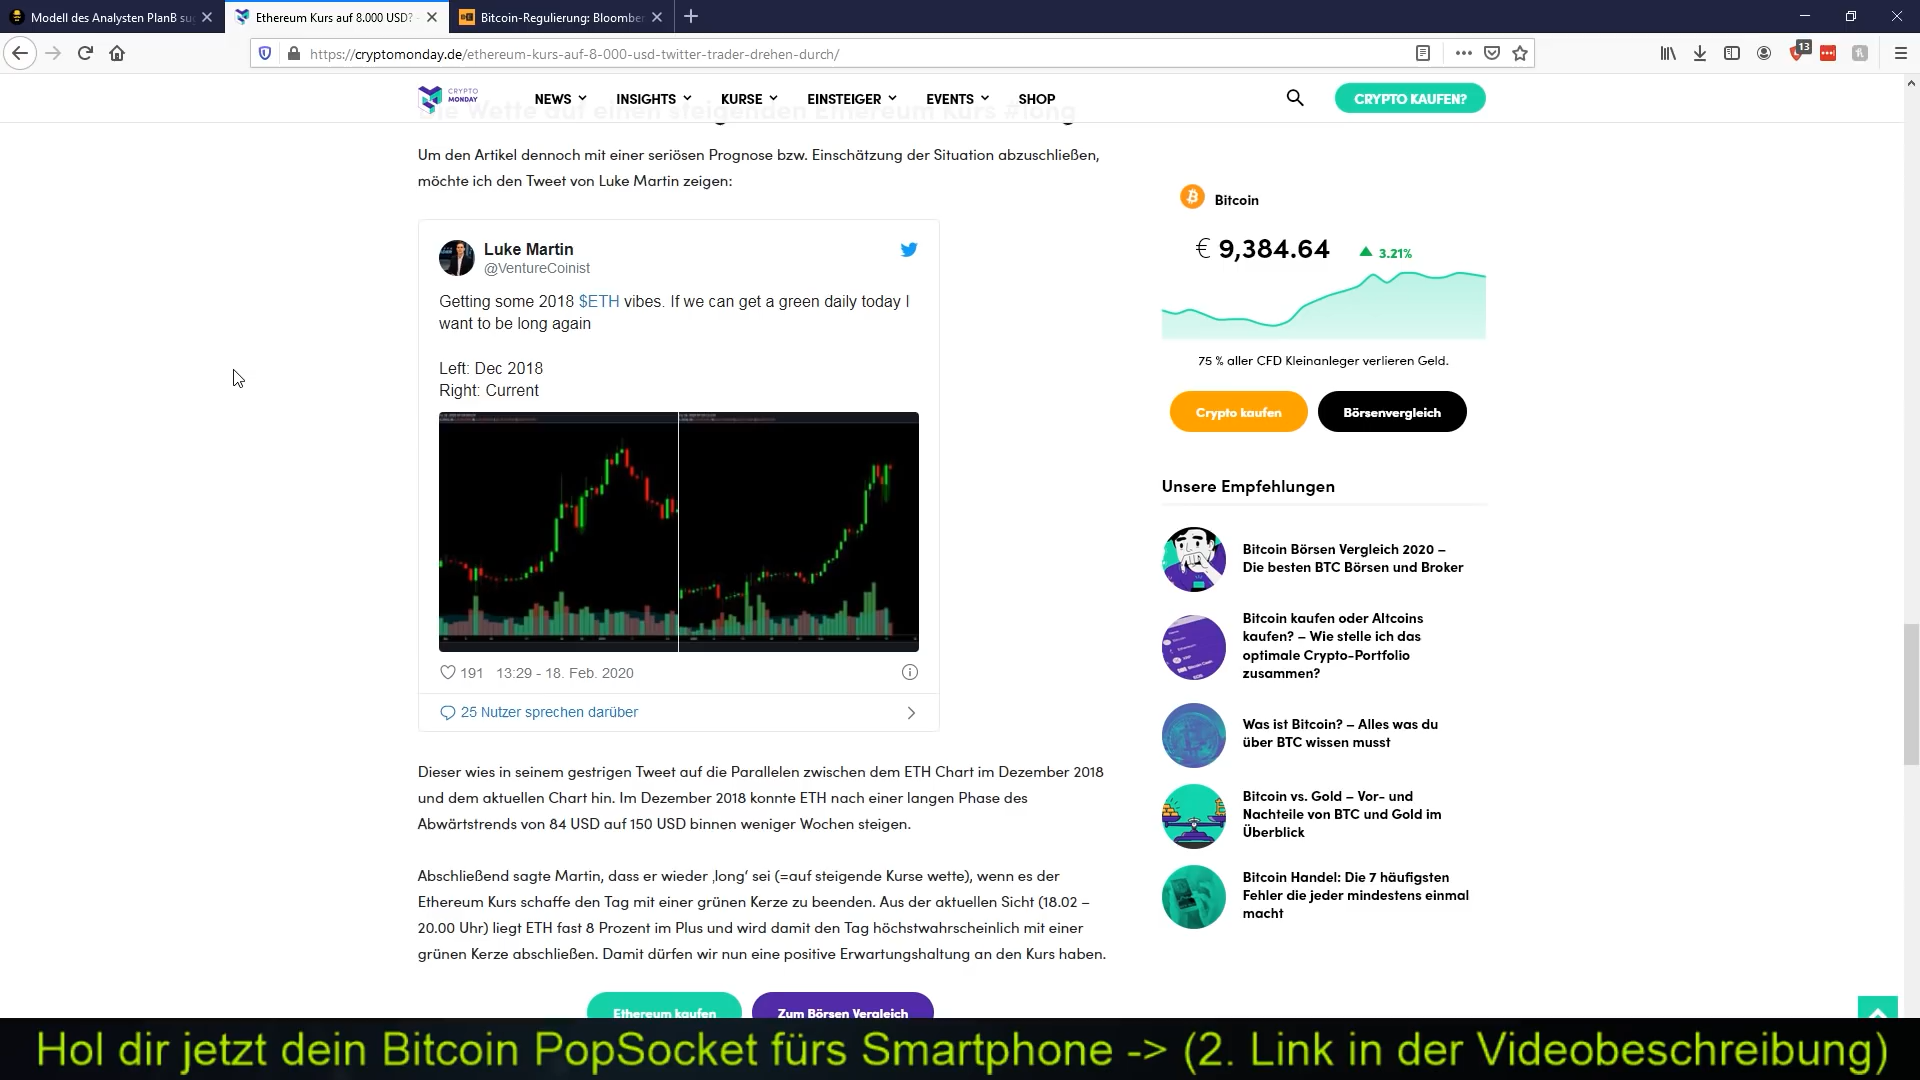 Modell des Analysten PlanB su
Ethereum Kurs auf 8.000 USD?
Bitcoin-Regulierung: Bloomber
https://cryptomonday.de/ethereum-kurs-auf-8-000-usd-twitter-trader-drehen-durch/
13
CRYPTO
MONDAY
NEWS
INSIGHTS
KURSE
EINSTEIGER
EVENTS
SHOP
CRYPTO KAUFEN?
Die Wette auf einen steigenden Ethereum Kurs #long
Um den Artikel dennoch mit einer seriösen Prognose bzw. Einschätzung der Situation abzuschließen,
möchte ich den Tweet von Luke Martin zeigen:
Luke Martin
@VentureCoinist
Getting some 2018 $ETH vibes. If we can get a green daily today I
want to be long again
Left: Dec 2018
Right: Current
191 13:29 - 18. Feb. 2020
25 Nutzer sprechen darüber
Dieser wies in seinem gestrigen Tweet auf die Parallelen zwischen dem ETH Chart im Dezember 2018
und dem aktuellen Chart hin. Im Dezember 2018 konnte ETH nach einer langen Phase des
Abwärtstrends von 84 USD auf 150 USD binnen weniger Wochen steigen.
Abschließend sagte Martin, dass er wieder ‚long‘ sei (=auf steigende Kurse wette), wenn es der
Ethereum Kurs schaffe den Tag mit einer grünen Kerze zu beenden. Aus der aktuellen Sicht (18.02 –
20.00 Uhr) liegt ETH fast 8 Prozent im Plus und wird damit den Tag höchstwahrscheinlich mit einer
grünen Kerze abschließen. Damit dürfen wir nun eine positive Erwartungshaltung an den Kurs haben.
Ethereum kaufen
Zum Börsen Vergleich
Bitcoin
€ 9,384.64
3.21%
75 % aller CFD Kleinanleger verlieren Geld.
Crypto kaufen
Börsenvergleich
Unsere Empfehlungen
Bitcoin Börsen Vergleich 2020 –
Die besten BTC Börsen und Broker
Bitcoin kaufen oder Altcoins
kaufen? – Wie stelle ich das
optimale Crypto-Portfolio
zusammen?
Was ist Bitcoin? – Alles was du
über BTC wissen musst
Bitcoin vs. Gold – Vor- und
Nachteile von BTC und Gold im
Überblick
Bitcoin Handel: Die 7 häufigsten
Fehler die jeder mindestens einmal
macht
Hol dir jetzt dein Bitcoin PopSocket fürs Smartphone -> (2. Link in der Videobeschreibung)